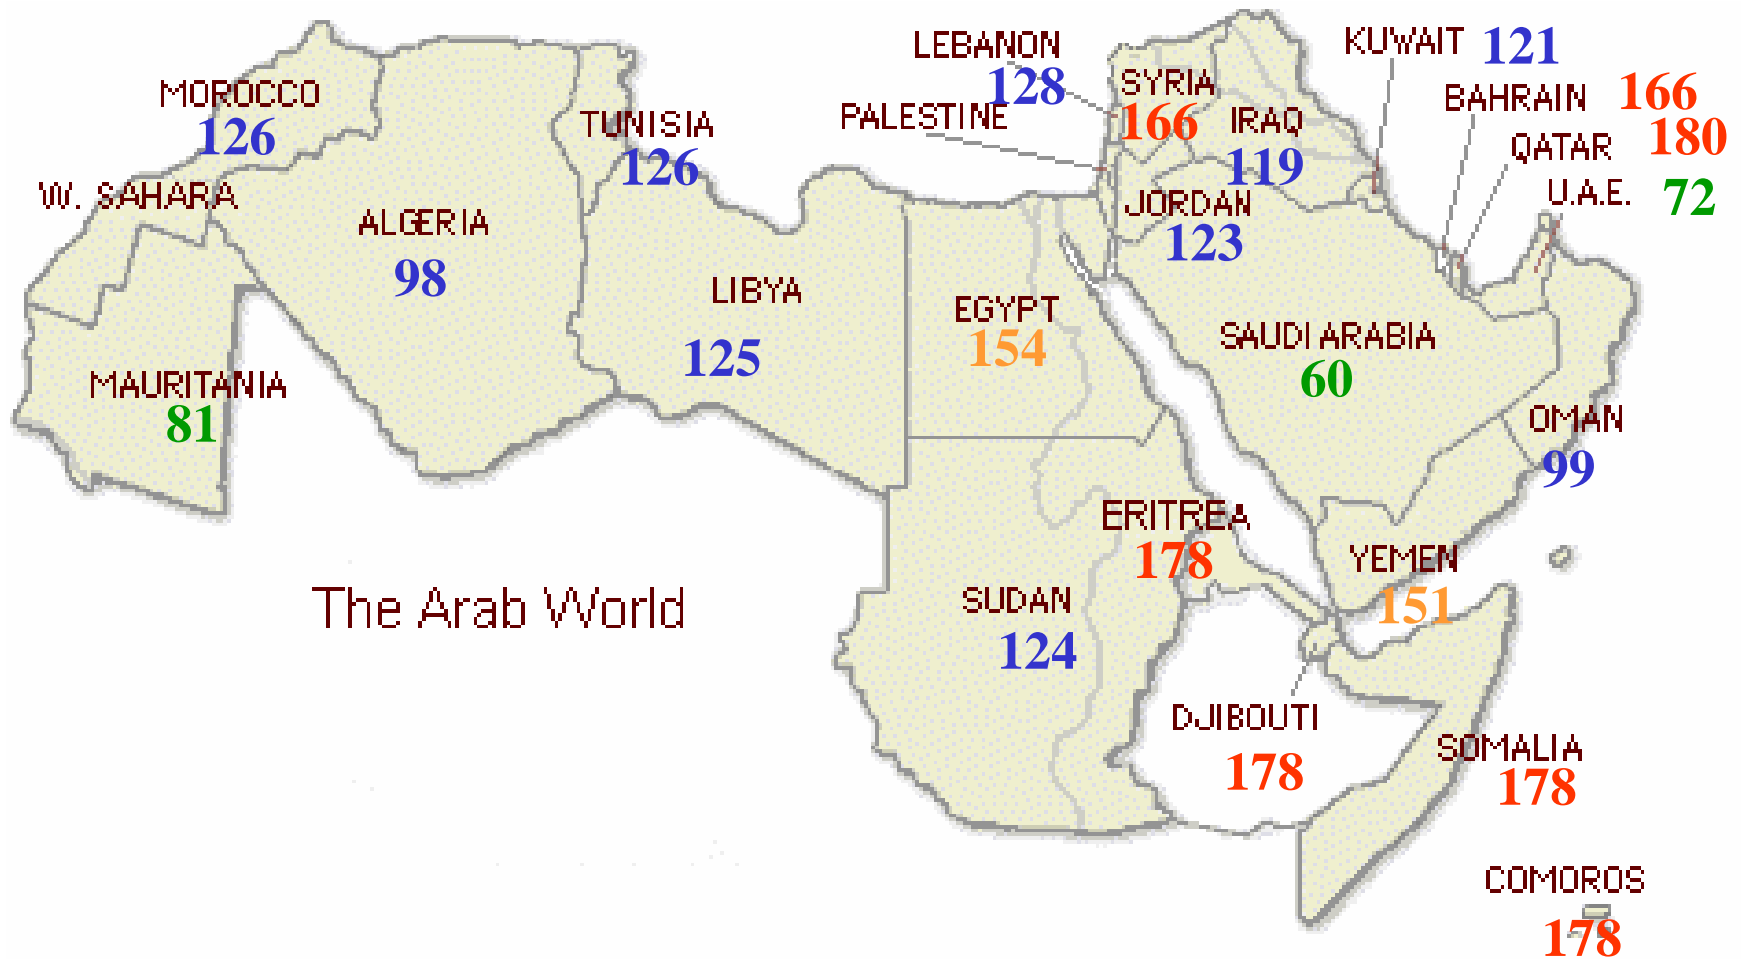 MOROCCO
126
W. SAHARA
ALGERIA
98
TUNISIA
126
LIBYA
125
MAURITANIA
81
EGYPT
154
LEBANON
128
PALESTINE
SYRIA
166
IRAQ
119
JORDAN
123
KUWAIT 121
BAHRAIN 166
QATAR 180
U.A.E. 72
SAUDI ARABIA
60
OMAN
99
YEMEN
151
ERITREA
178
SUDAN
124
DJIBOUTI
178
SOMALIA
178
COMOROS
178
The Arab World